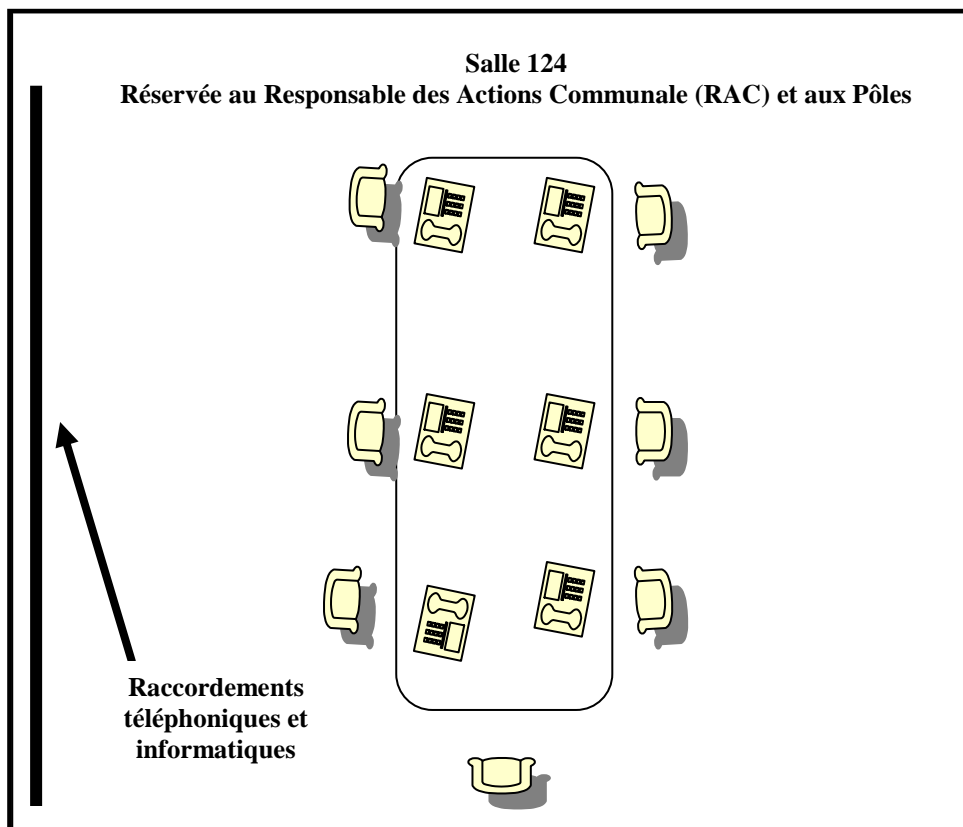 Salle 124
Réservée au Responsable des Actions Communale (RAC) et aux Pôles
Raccordements
téléphoniques et
informatiques